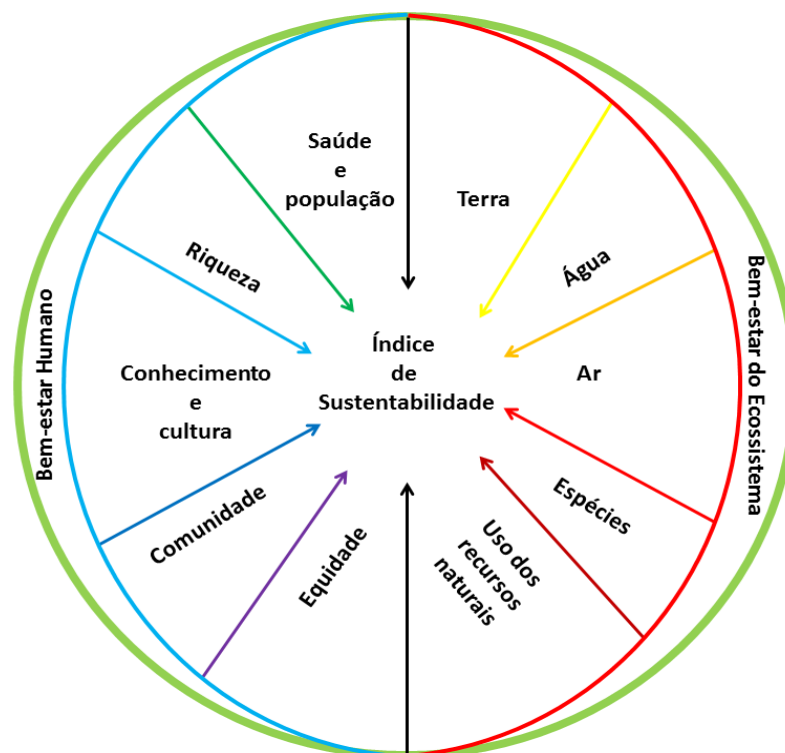 Saúde
e
população
Terra
Riqueza
Água
Bem-estar Humano
Bem-estar do Ecossistema
Índice
de
Sustentabilidade
Conhecimento
e
cultura
Ar
Comunidade
Espécies
Equidade
Uso dos
recursos
naturais